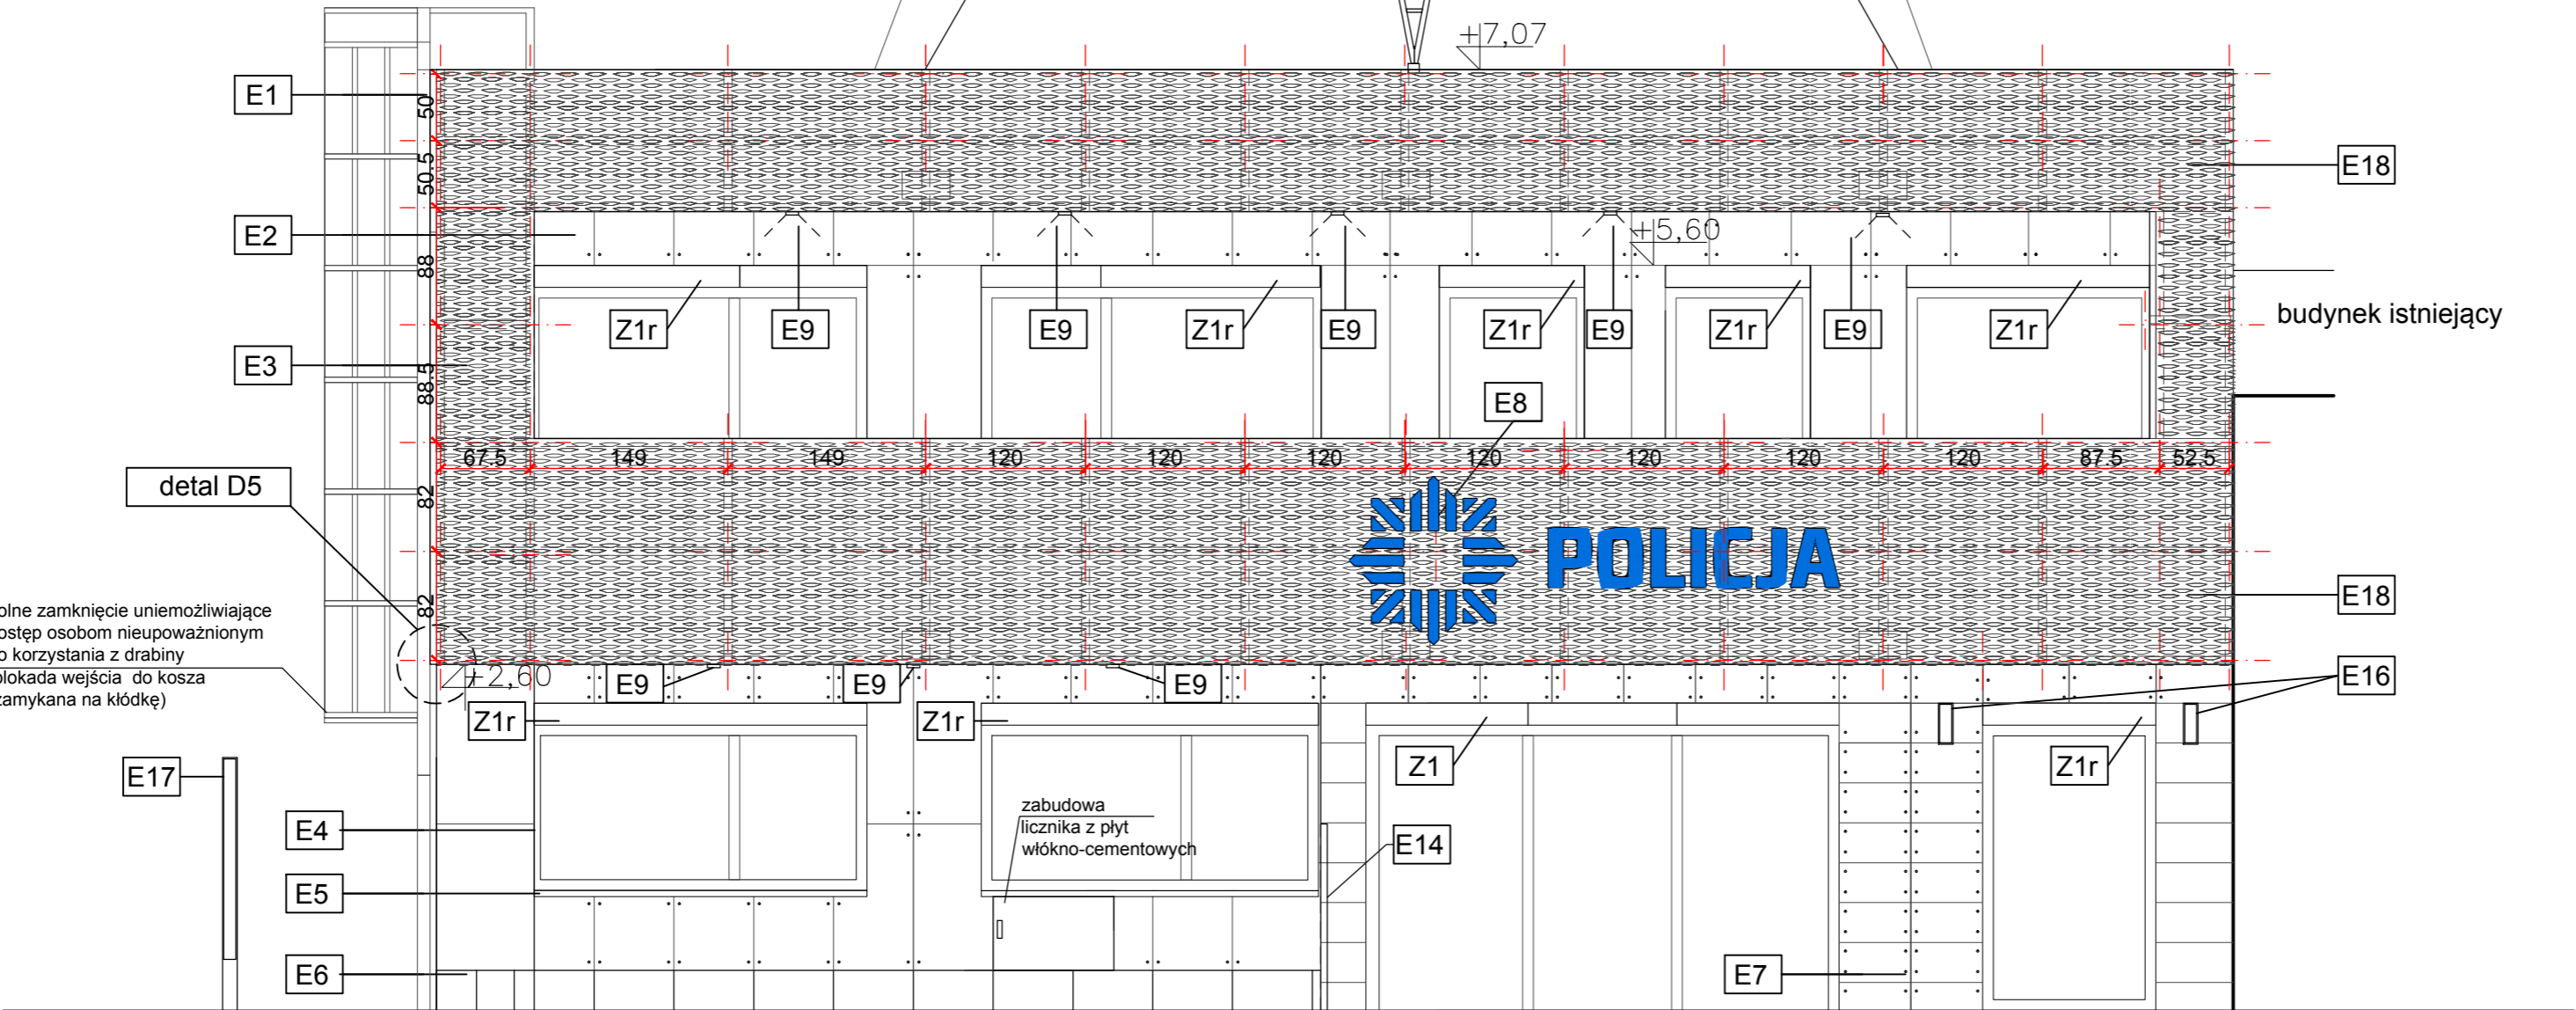 +7,07
E1
50
50.5
E18
E2
+5,60
88
budynek istniejący
Z1r
E9
E9
Z1r
E9
Z1r
E9
Z1r
E9
Z1r
E3
88.5
E8
67.5
149
149
120
120
120
120
120
120
120
87.5
52.5
detal D5
82
POLICJA
82
E18
olne zamknięcie uniemożliwiające
ostęp osobom nieupoważnionym
o korzystania z drabiny
blokada wejścia do kosza
zamykana na kłódkę)
+2,60
E9
E9
E9
E16
Z1r
Z1r
Z1
Z1r
E17
zabudowa
licznika z płyt
włókno-cementowych
E4
E14
E5
E6
E7